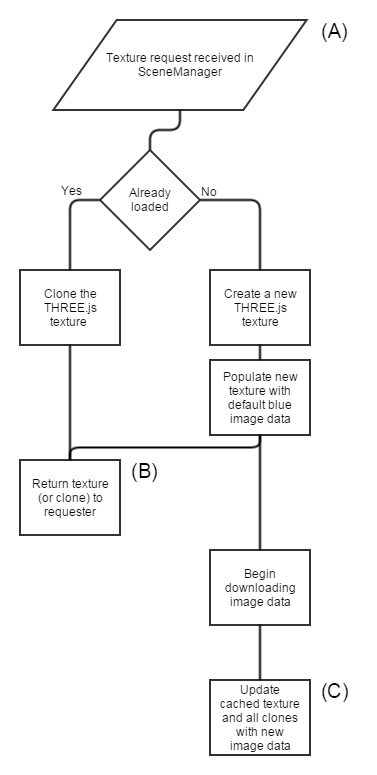 (A)
Texture request received in
SceneManager
Already
loaded
Yes
No
Clone the
THREE.js
texture
Create a new
THREE.js
texture
Populate new
texture with
default blue
image data
(B)
Return texture
(or clone) to
requester
Begin
downloading
image data
(C)
Update
cached texture
and all clones
with new
image data